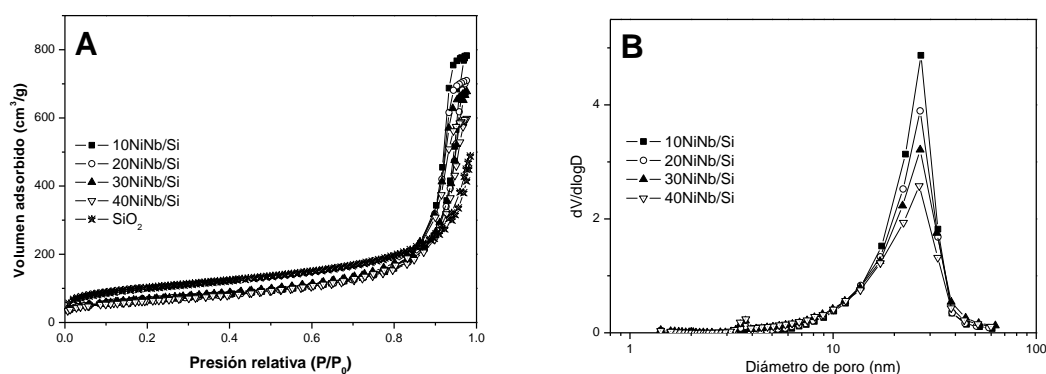 A
Volumen adsorbido (cm³/g)
800
600
400
200
0
10NiNb/Si
20NiNb/Si
30NiNb/Si
40NiNb/Si
SiO₂
0.0 0.2 0.4 0.6 0.8 1.0
Presión relativa (P/P₀)
B
dV/dlogD
4
2
0
10NiNb/Si
20NiNb/Si
30NiNb/Si
40NiNb/Si
1 10 100
Diámetro de poro (nm)